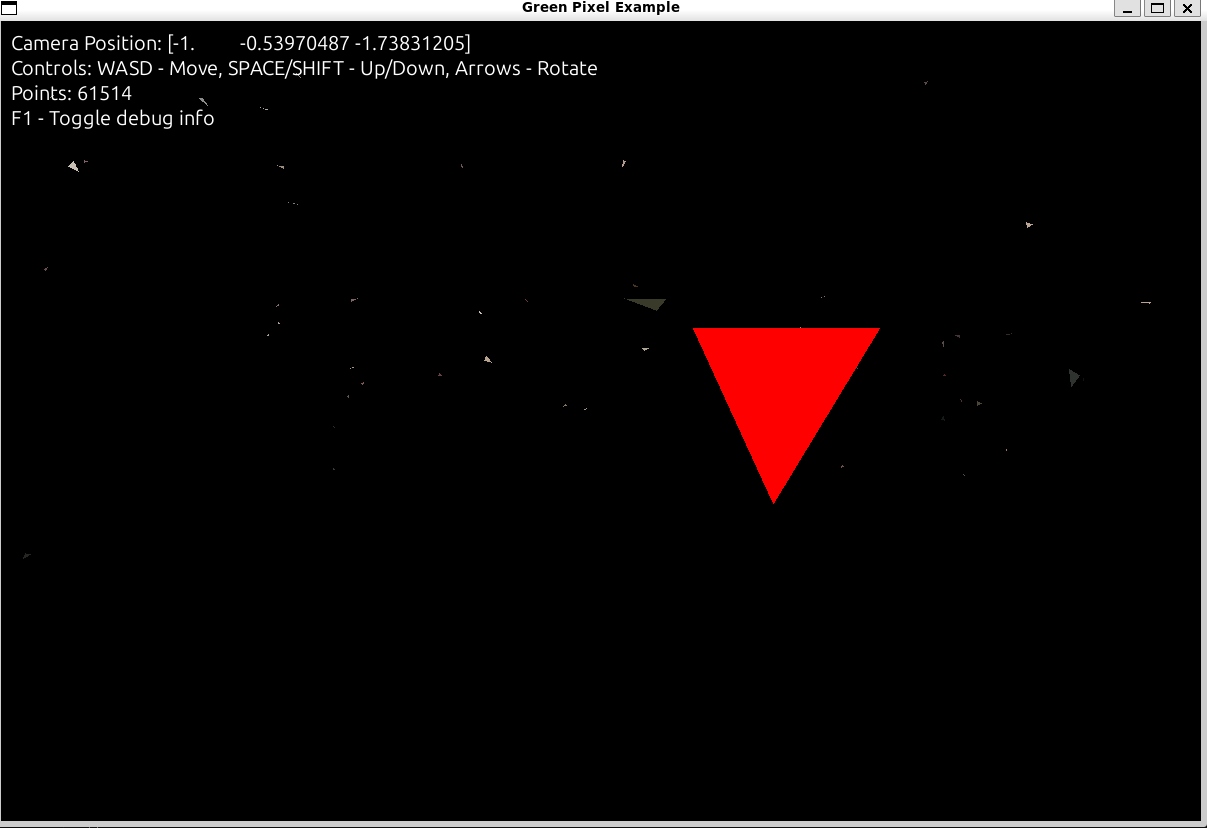 Green Pixel Example
Camera Position: [-1.         -0.53970487 -1.73831205]
Controls: WASD - Move, SPACE/SHIFT - Up/Down, Arrows - Rotate
Points: 61514
F1 - Toggle debug info